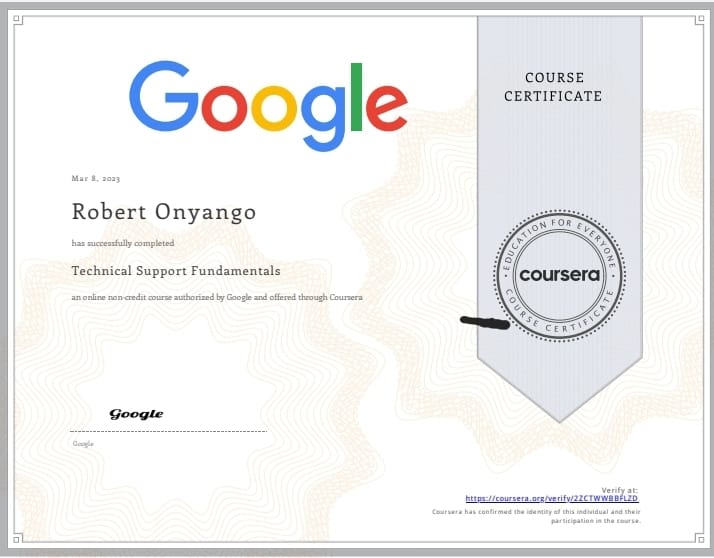 Google
COURSE
CERTIFICATE
Mar 8, 2023
Robert Onyango
has successfully completed
Technical Support Fundamentals
an online non-credit course authorized by Google and offered through Coursera
EDUCATION FOR EVERYONE
coursera
COURSE CERTIFICATE
Google
Google
Verify at:
https://coursera.org/verify/2ZCTWWBBFLZD
Coursera has confirmed the identity of this individual and their
participation in the course.